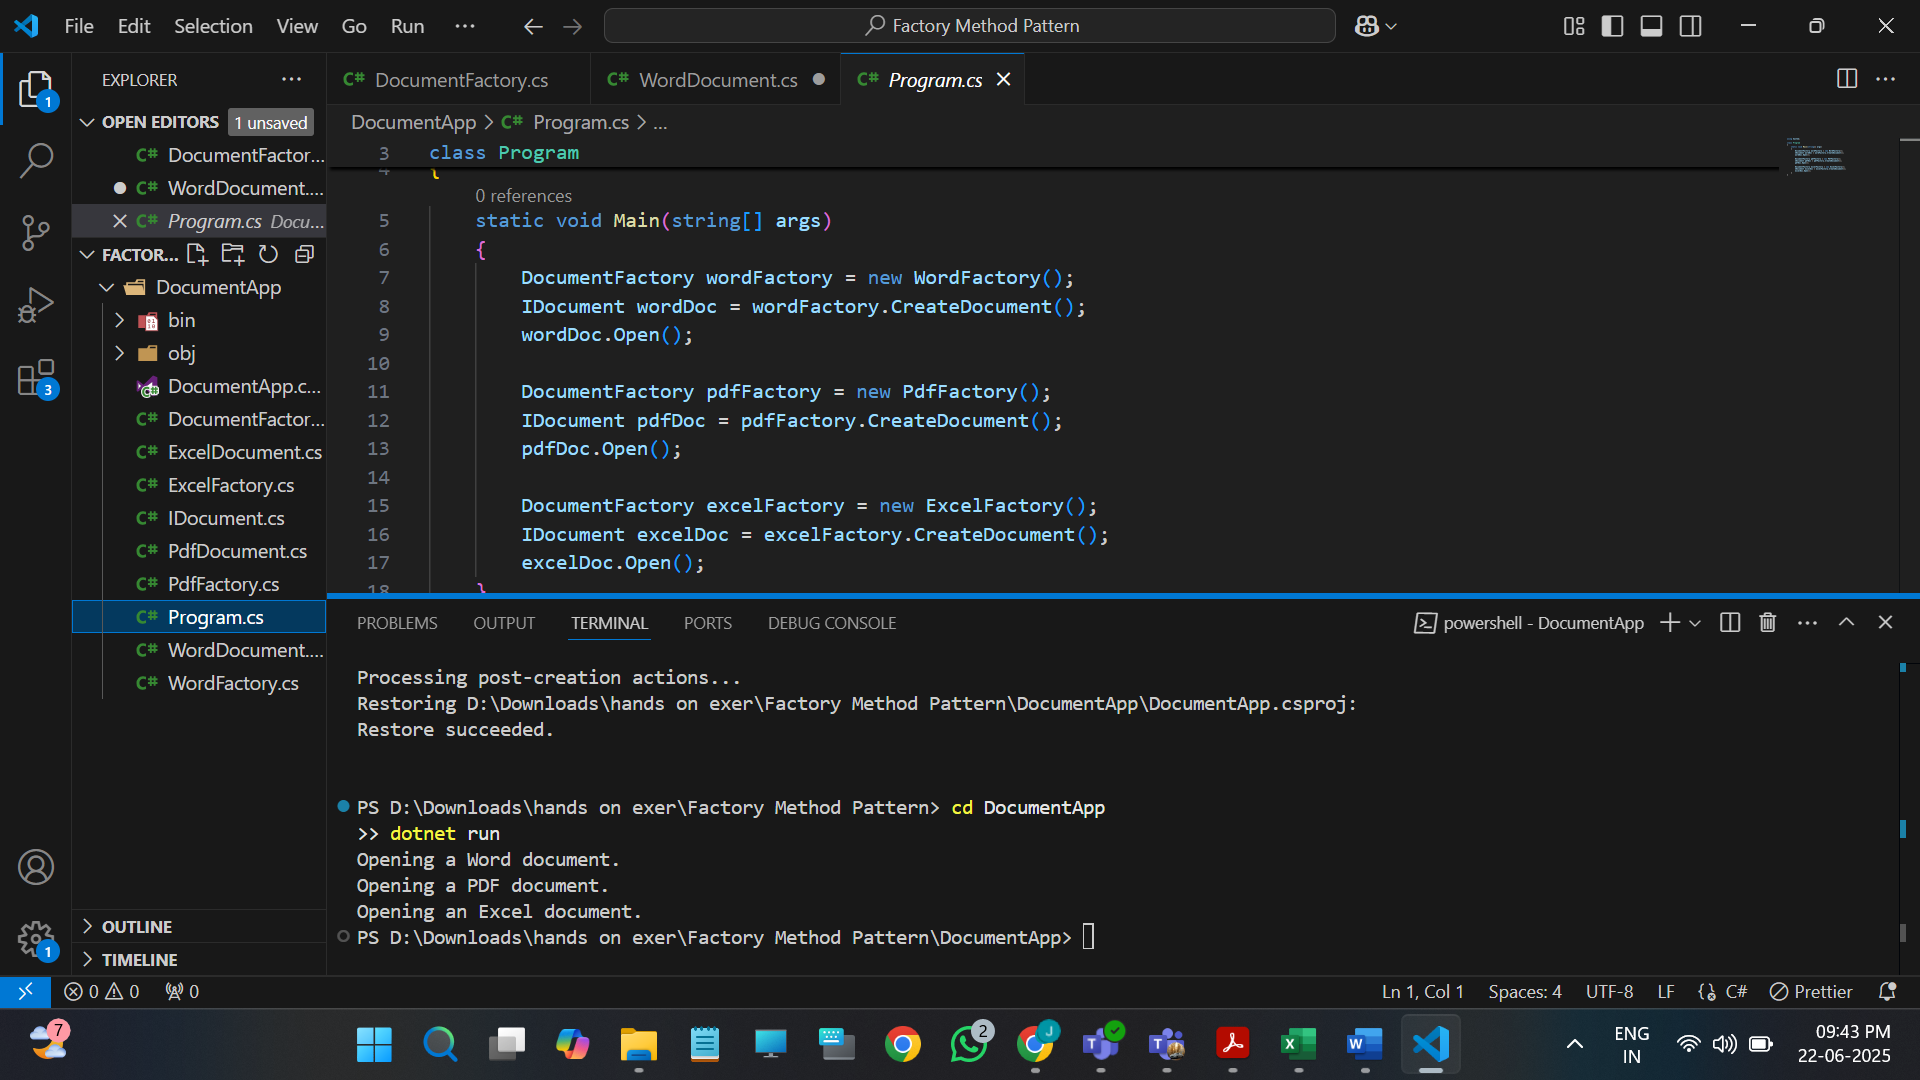 File Edit Selection View Go Run ···
Factory Method Pattern
EXPLORER
OPEN EDITORS 1 unsaved
C# DocumentFactor...
C# WordDocument....
C# Program.cs Docu...
FACTOR...
DocumentApp
bin
obj
DocumentApp.c...
C# DocumentFactor...
C# ExcelDocument.cs
C# ExcelFactory.cs
C# IDocument.cs
C# PdfDocument.cs
C# PdfFactory.cs
C# Program.cs
C# WordDocument....
C# WordFactory.cs
OUTLINE
TIMELINE
1
3
1
C# DocumentFactory.cs C# WordDocument.cs C# Program.cs
DocumentApp > C# Program.cs > ...
3 class Program
4 {
0 references
5 static void Main(string[] args)
6 {
7 DocumentFactory wordFactory = new WordFactory();
8 IDocument wordDoc = wordFactory.CreateDocument();
9 wordDoc.Open();
10
11 DocumentFactory pdfFactory = new PdfFactory();
12 IDocument pdfDoc = pdfFactory.CreateDocument();
13 pdfDoc.Open();
14
15 DocumentFactory excelFactory = new ExcelFactory();
16 IDocument excelDoc = excelFactory.CreateDocument();
17 excelDoc.Open();
18 }
PROBLEMS OUTPUT TERMINAL PORTS DEBUG CONSOLE
powershell - DocumentApp
Processing post-creation actions...
Restoring D:\Downloads\hands on exer\Factory Method Pattern\DocumentApp\DocumentApp.csproj:
Restore succeeded.
PS D:\Downloads\hands on exer\Factory Method Pattern> cd DocumentApp
>> dotnet run
Opening a Word document.
Opening a PDF document.
Opening an Excel document.
PS D:\Downloads\hands on exer\Factory Method Pattern\DocumentApp>
0 0 0
Ln 1, Col 1 Spaces: 4 UTF-8 LF C# Prettier
7
2
J
ENG
IN
09:43 PM
22-06-2025